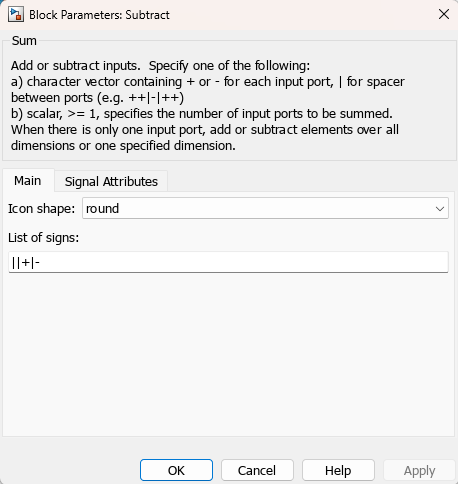 Block Parameters: Subtract
Sum
Add or subtract inputs.  Specify one of the following:
a) character vector containing + or - for each input port, | for spacer
between ports (e.g. ++|-|++)
b) scalar, >= 1, specifies the number of input ports to be summed.
When there is only one input port, add or subtract elements over all
dimensions or one specified dimension.
Main Signal Attributes
Icon shape: round
List of signs:
||+|-
OK Cancel Help Apply